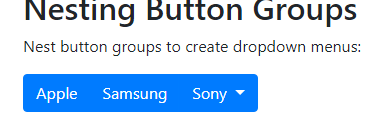 Nesting Button Groups
Nest button groups to create dropdown menus:
Apple Samsung Sony